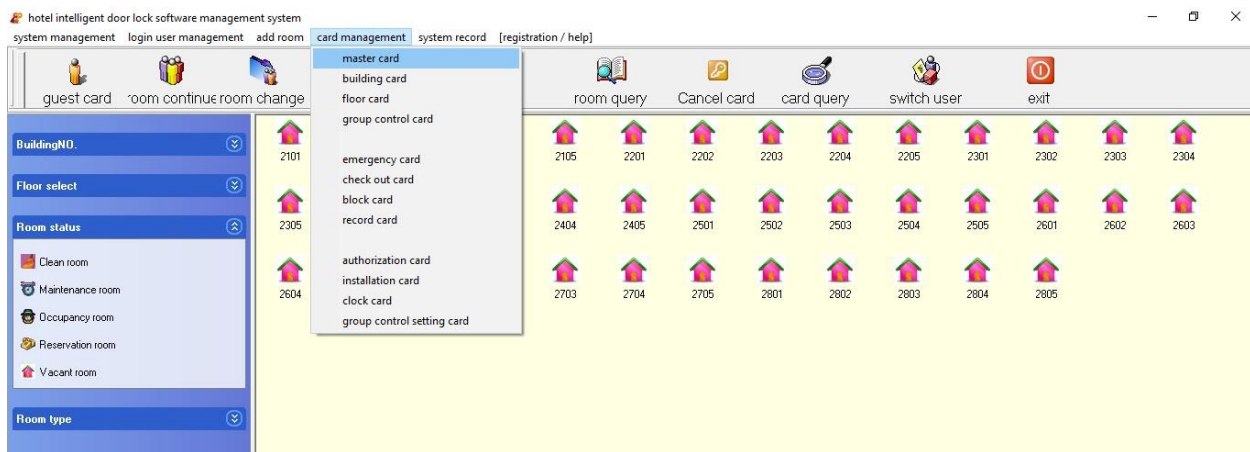 hotel intelligent door lock software management system
system management login user management add room card management system record [registration / help]
master card
building card
floor card
group control card
emergency card
check out card
block card
record card
authorization card
installation card
clock card
group control setting card
guest card room continue room change room query Cancel card card query switch user exit
BuildingNO.
Floor select
Room status
Clean room
Maintenance room
Occupancy room
Reservation room
Vacant room
Room type
2101 2105 2201 2202 2203 2204 2205 2301 2302 2303 2304
2305 2404 2405 2501 2502 2503 2504 2505 2601 2602 2603
2604 2703 2704 2705 2801 2802 2803 2804 2805